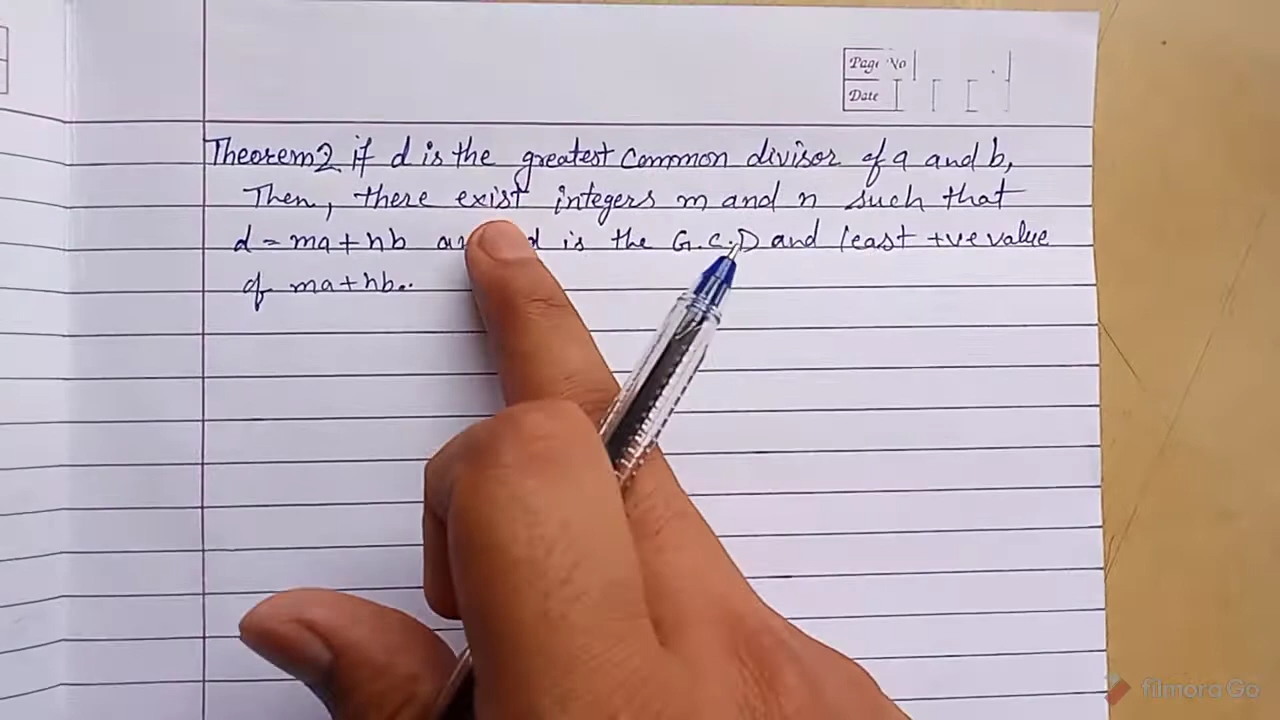 Page No
Date
Theorem 2 if d is the greatest common divisor of a and b,
Then, there exist integers m and n such that
d = ma + nb d is the G.C.D and least +ve value
of ma + nb..
filmora Go